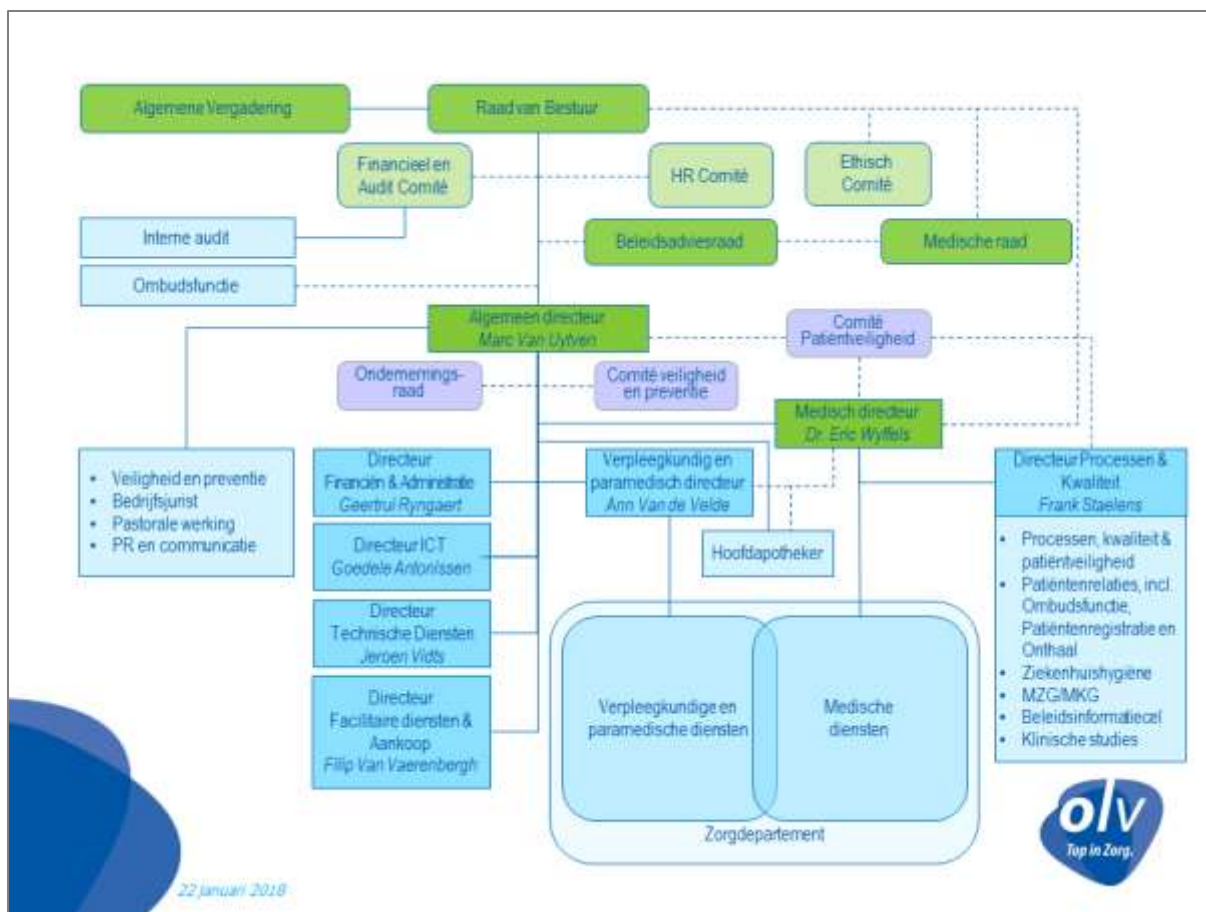 Algemene Vergadering
Raad van Bestuur
Financieel en
Audit Comité
HR Comité
Ethisch
Comité
Interne audit
Beleidsadviesraad
Medische raad
Ombudsfunctie
Algemeen directeur
Marc Van Uytven
Comité
Patiëntveiligheid
Ondernemings-
raad
Comité veiligheid
en preventie
Medisch directeur
Dr. Eric Wyffels
Veiligheid en preventie
Bedrijfsjurist
Pastorale werking
PR en communicatie
Directeur
Financiën & Administratie
Geertrui Ryngaert
Verpleegkundig en
paramedisch directeur
Ann Van de Velde
Directeur Processen &
Kwaliteit
Frank Staelens
Directeur ICT
Goedele Antonissen
Hoofdapotheker
Processen, kwaliteit &
patiëntveiligheid
Patiëntenrelaties, incl.
Ombudsfunctie,
Patiëntenregistratie en
Onthaal
Ziekenhuishygiëne
MZG/MKG
Beleidsinformatiecel
Klinische studies
Directeur
Technische Diensten
Jeroen Vidts
Directeur
Facilitaire diensten &
Aankoop
Filip Van Vaerenbergh
Verpleegkundige en
paramedische diensten
Medische
diensten
Zorgdepartement
olv
Top in Zorg.
22 januari 2018